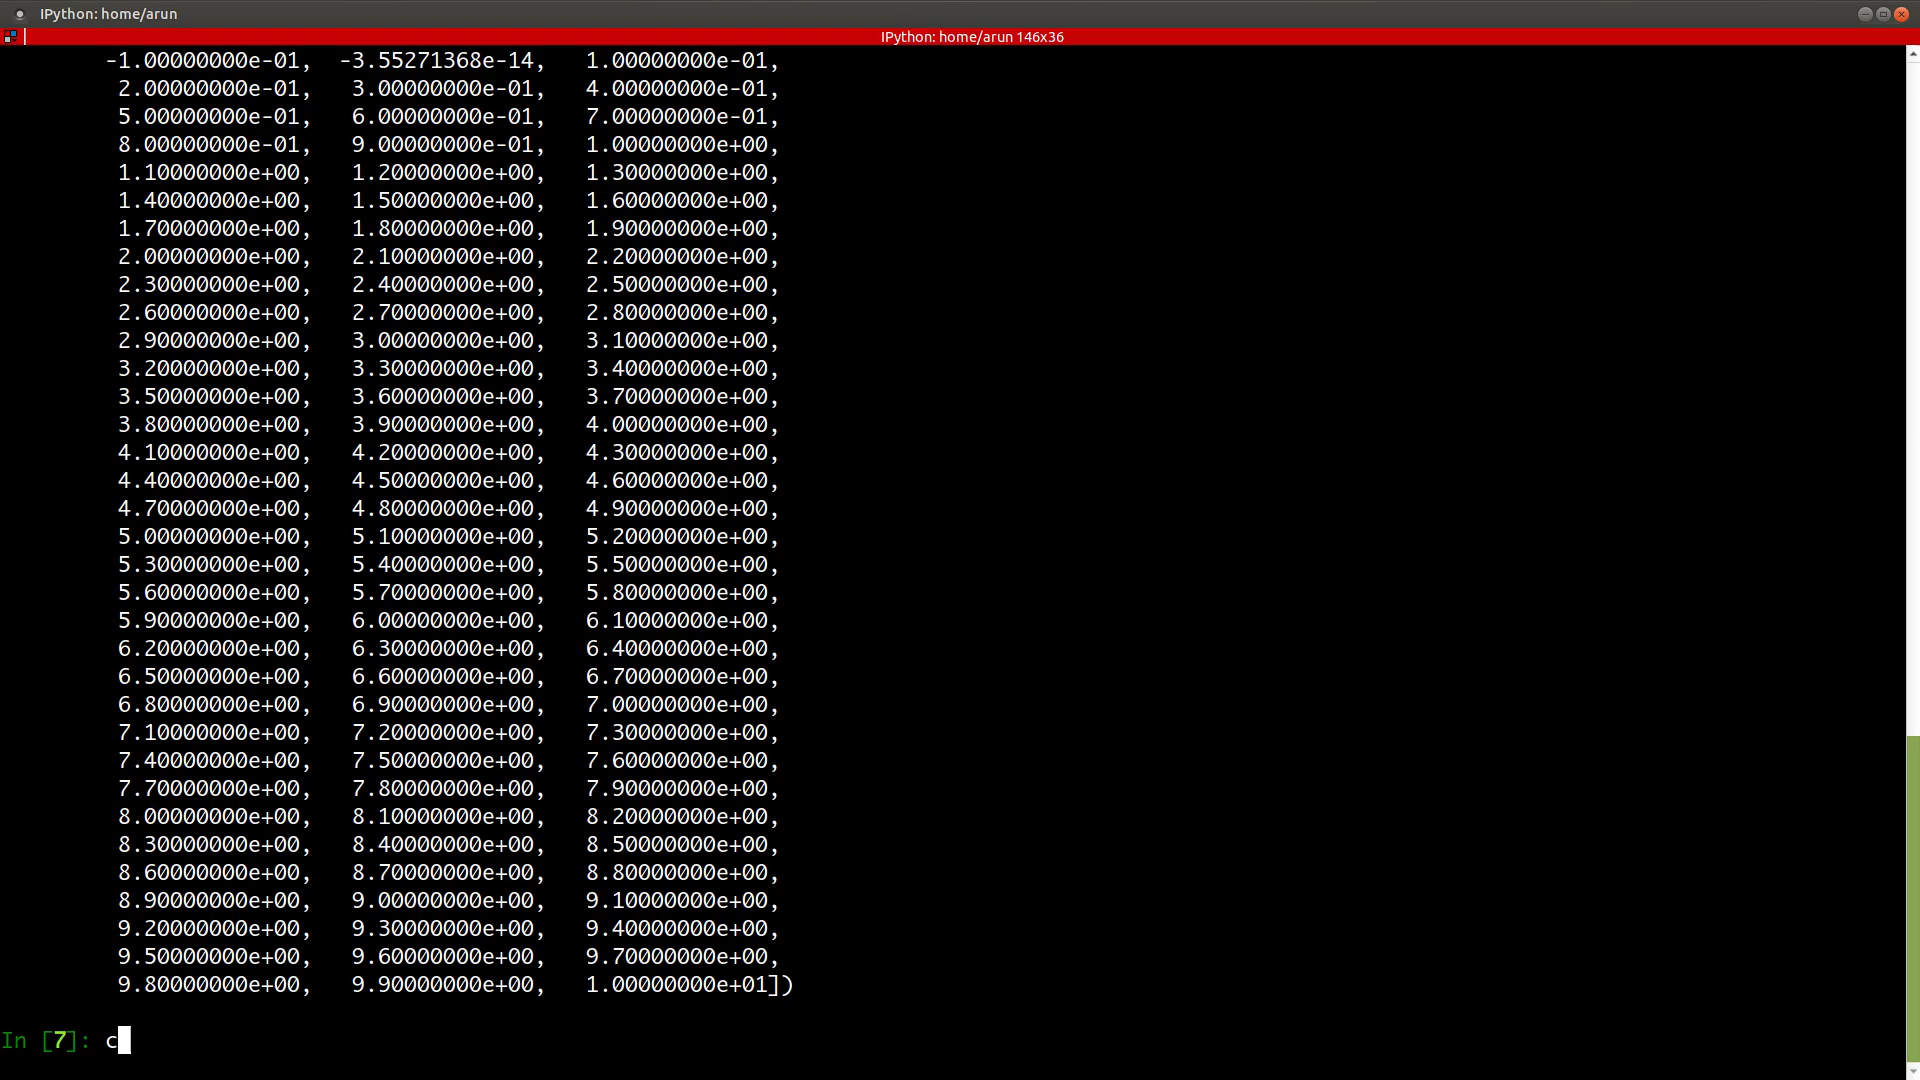 IPython: home/arun
IPython: home/arun 146x36
-1.00000000e-01, -3.55271368e-14, 1.00000000e-01,
2.00000000e-01, 3.00000000e-01, 4.00000000e-01,
5.00000000e-01, 6.00000000e-01, 7.00000000e-01,
8.00000000e-01, 9.00000000e-01, 1.00000000e+00,
1.10000000e+00, 1.20000000e+00, 1.30000000e+00,
1.40000000e+00, 1.50000000e+00, 1.60000000e+00,
1.70000000e+00, 1.80000000e+00, 1.90000000e+00,
2.00000000e+00, 2.10000000e+00, 2.20000000e+00,
2.30000000e+00, 2.40000000e+00, 2.50000000e+00,
2.60000000e+00, 2.70000000e+00, 2.80000000e+00,
2.90000000e+00, 3.00000000e+00, 3.10000000e+00,
3.20000000e+00, 3.30000000e+00, 3.40000000e+00,
3.50000000e+00, 3.60000000e+00, 3.70000000e+00,
3.80000000e+00, 3.90000000e+00, 4.00000000e+00,
4.10000000e+00, 4.20000000e+00, 4.30000000e+00,
4.40000000e+00, 4.50000000e+00, 4.60000000e+00,
4.70000000e+00, 4.80000000e+00, 4.90000000e+00,
5.00000000e+00, 5.10000000e+00, 5.20000000e+00,
5.30000000e+00, 5.40000000e+00, 5.50000000e+00,
5.60000000e+00, 5.70000000e+00, 5.80000000e+00,
5.90000000e+00, 6.00000000e+00, 6.10000000e+00,
6.20000000e+00, 6.30000000e+00, 6.40000000e+00,
6.50000000e+00, 6.60000000e+00, 6.70000000e+00,
6.80000000e+00, 6.90000000e+00, 7.00000000e+00,
7.10000000e+00, 7.20000000e+00, 7.30000000e+00,
7.40000000e+00, 7.50000000e+00, 7.60000000e+00,
7.70000000e+00, 7.80000000e+00, 7.90000000e+00,
8.00000000e+00, 8.10000000e+00, 8.20000000e+00,
8.30000000e+00, 8.40000000e+00, 8.50000000e+00,
8.60000000e+00, 8.70000000e+00, 8.80000000e+00,
8.90000000e+00, 9.00000000e+00, 9.10000000e+00,
9.20000000e+00, 9.30000000e+00, 9.40000000e+00,
9.50000000e+00, 9.60000000e+00, 9.70000000e+00,
9.80000000e+00, 9.90000000e+00, 1.00000000e+01])
In [7]: c